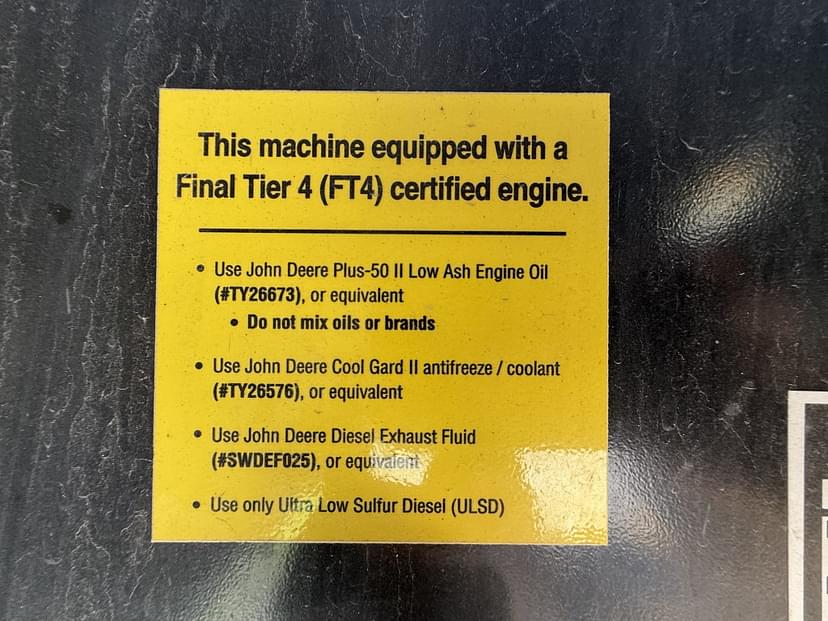 This machine equipped with a
Final Tier 4 (FT4) certified engine.
• Use John Deere Plus-50 II Low Ash Engine Oil
(#TY26673), or equivalent
• Do not mix oils or brands
• Use John Deere Cool Gard II antifreeze / coolant
(#TY26576), or equivalent
• Use John Deere Diesel Exhaust Fluid
(#SWDEF025), or equivalent
• Use only Ultra Low Sulfur Diesel (ULSD)